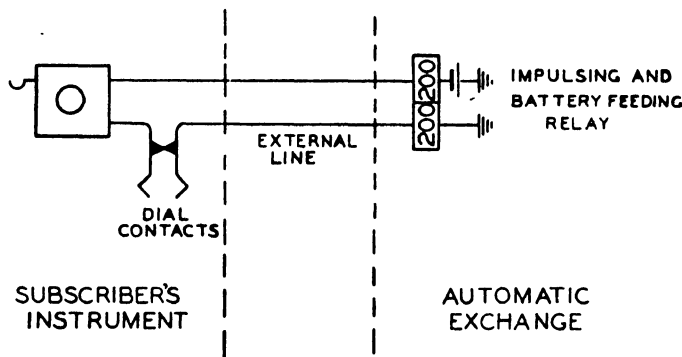 200
200
IMPULSING AND
BATTERY FEEDING
RELAY
EXTERNAL
LINE
DIAL
CONTACTS
SUBSCRIBER'S
INSTRUMENT
AUTOMATIC
EXCHANGE